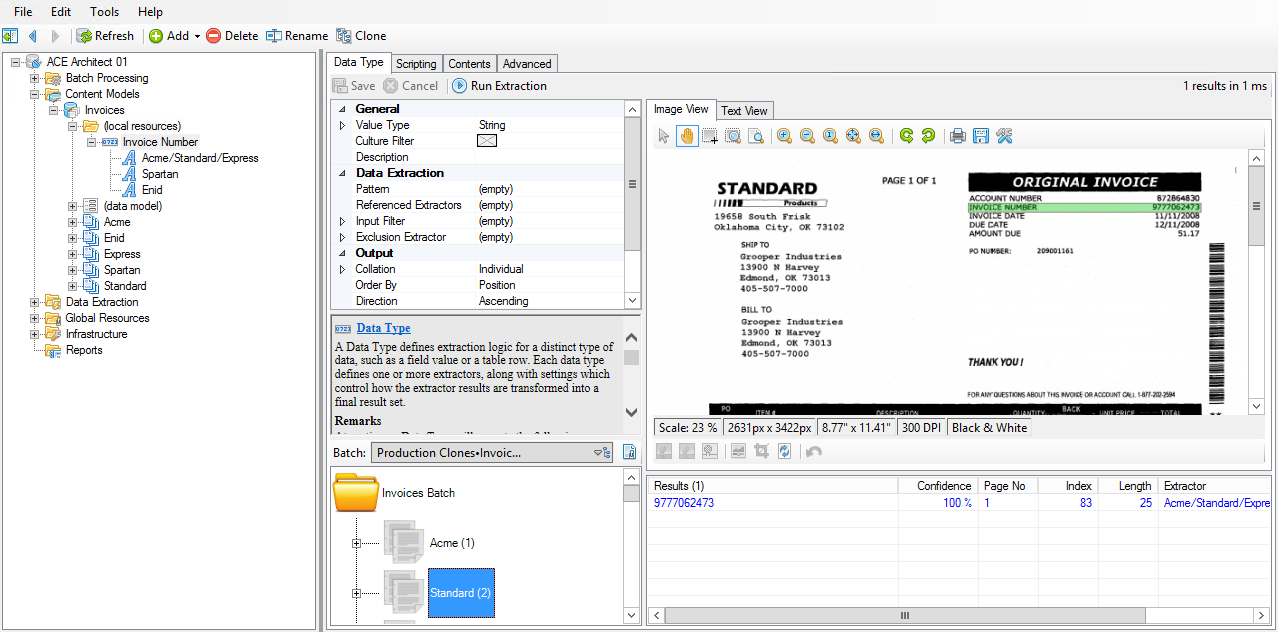 File Edit Tools Help
Refresh Add Delete Rename Clone
ACE Architect 01
Batch Processing
Content Models
Invoices
(local resources)
Invoice Number
Acme/Standard/Express
Spartan
Enid
(data model)
Acme
Enid
Express
Spartan
Standard
Data Extraction
Global Resources
Infrastructure
Reports
Data Type Scripting Contents Advanced
Save Cancel Run Extraction 1 results in 1 ms
General
Value Type String
Culture Filter
Description
Data Extraction
Pattern (empty)
Referenced Extractors (empty)
Input Filter (empty)
Exclusion Extractor (empty)
Output
Collation Individual
Order By Position
Direction Ascending
Data Type
A Data Type defines extraction logic for a distinct type of
data, such as a field value or a table row. Each data type
defines one or more extractors, along with settings which
control how the extractor results are transformed into a
final result set.
Remarks
Batch: Production Clones•Invoic...
Invoices Batch
Acme (1)
Standard (2)
Image View Text View
STANDARD
Products
19658 South Frisk
Oklahoma City, OK 73102
SHIP TO
Grooper Industries
13900 N Harvey
Edmond, OK 73013
405-507-7000
BILL TO
Grooper Industries
13900 N Harvey
Edmond, OK 73013
405-507-7000
PAGE 1 OF 1
ORIGINAL INVOICE
ACCOUNT NUMBER 872864830
INVOICE NUMBER 9777062473
INVOICE DATE 11/11/2008
DUE DATE 12/11/2008
AMOUNT DUE 51.17
PO NUMBER: 209001161
THANK YOU !
FOR ANY QUESTIONS ABOUT THIS INVOICE OR ACCOUNT CALL 1-877-202-2594
PO ITEM # DESCRIPTION QUANTITY BACK UNIT PRICE TOTAL
Scale: 23 % 2631px x 3422px 8.77" x 11.41" 300 DPI Black & White
Results (1) Confidence Page No Index Length Extractor
9777062473 100 % 1 83 25 Acme/Standard/Expre